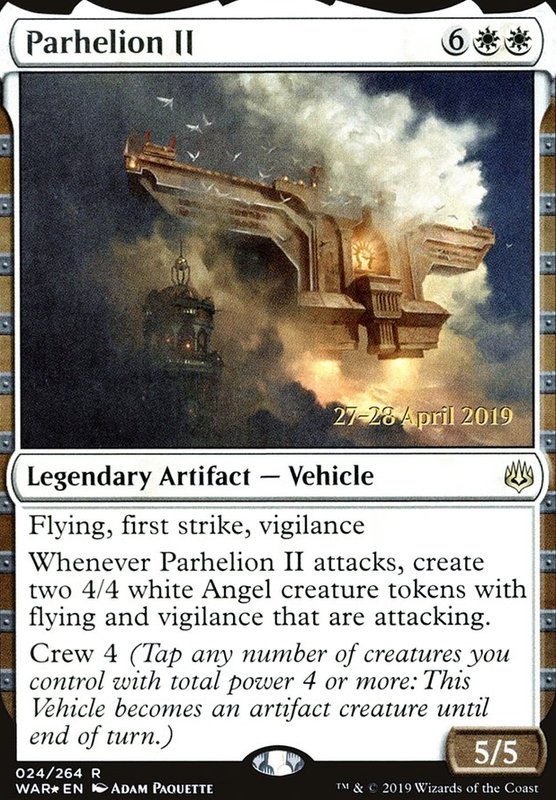 Parhelion II 6
27-28 April 2019
Legendary Artifact — Vehicle
Flying, first strike, vigilance
Whenever Parhelion II attacks, create
two 4/4 white Angel creature tokens with
flying and vigilance that are attacking.
Crew 4 (Tap any number of creatures you
control with total power 4 or more: This
Vehicle becomes an artifact creature until
end of turn.)
5/5
024/264 R
WAR★EN Adam Paquette
™ & © 2019 Wizards of the Coast